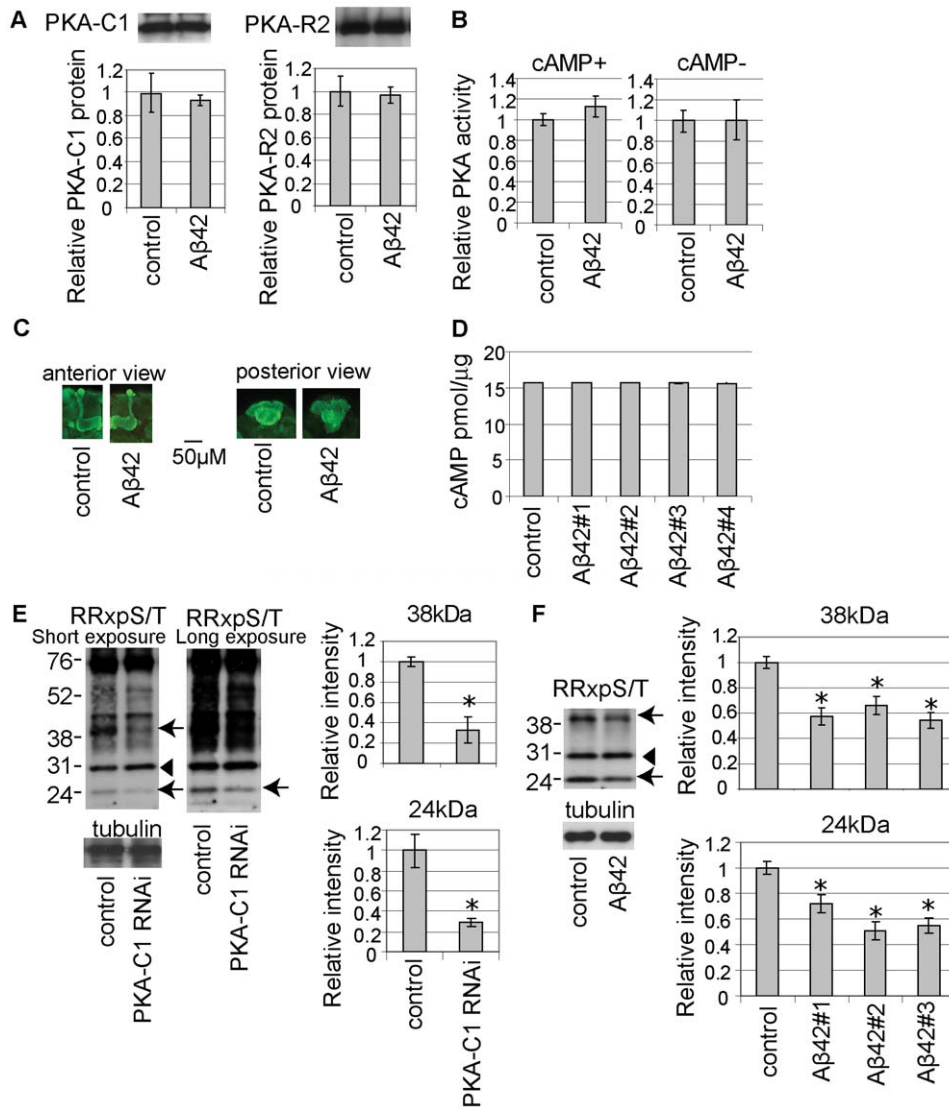 A
PKA-C1
PKA-R2
Relative PKA-C1 protein
1.2
1
0.8
0.6
0.4
0.2
0
control
Aβ42
Relative PKA-R2 protein
1.2
1
0.8
0.6
0.4
0.2
0
control
Aβ42
B
cAMP+
cAMP-
Relative PKA activity
1.4
1.2
1
0.8
0.6
0.4
0.2
0
control
Aβ42
1.4
1.2
1
0.8
0.6
0.4
0.2
0
control
Aβ42
C
anterior view
posterior view
control
Aβ42
50μM
control
Aβ42
D
cAMP pmol/μg
20
15
10
5
0
control
Aβ42#1
Aβ42#2
Aβ42#3
Aβ42#4
E
RRxpS/T
Short exposure
RRxpS/T
Long exposure
76-
52-
38-
31-
24-
tubulin
control
PKA-C1 RNAi
control
PKA-C1 RNAi
38kDa
Relative intensity
1.2
1
0.8
0.6
0.4
0.2
0
*
24kDa
Relative intensity
1.2
1
0.8
0.6
0.4
0.2
0
*
control
PKA-C1 RNAi
F
RRxpS/T
38-
31-
24-
tubulin
control
Aβ42
38kDa
Relative intensity
1.2
1
0.8
0.6
0.4
0.2
0
* * *
24kDa
Relative intensity
1.2
1
0.8
0.6
0.4
0.2
0
* * *
control
Aβ42#1
Aβ42#2
Aβ42#3